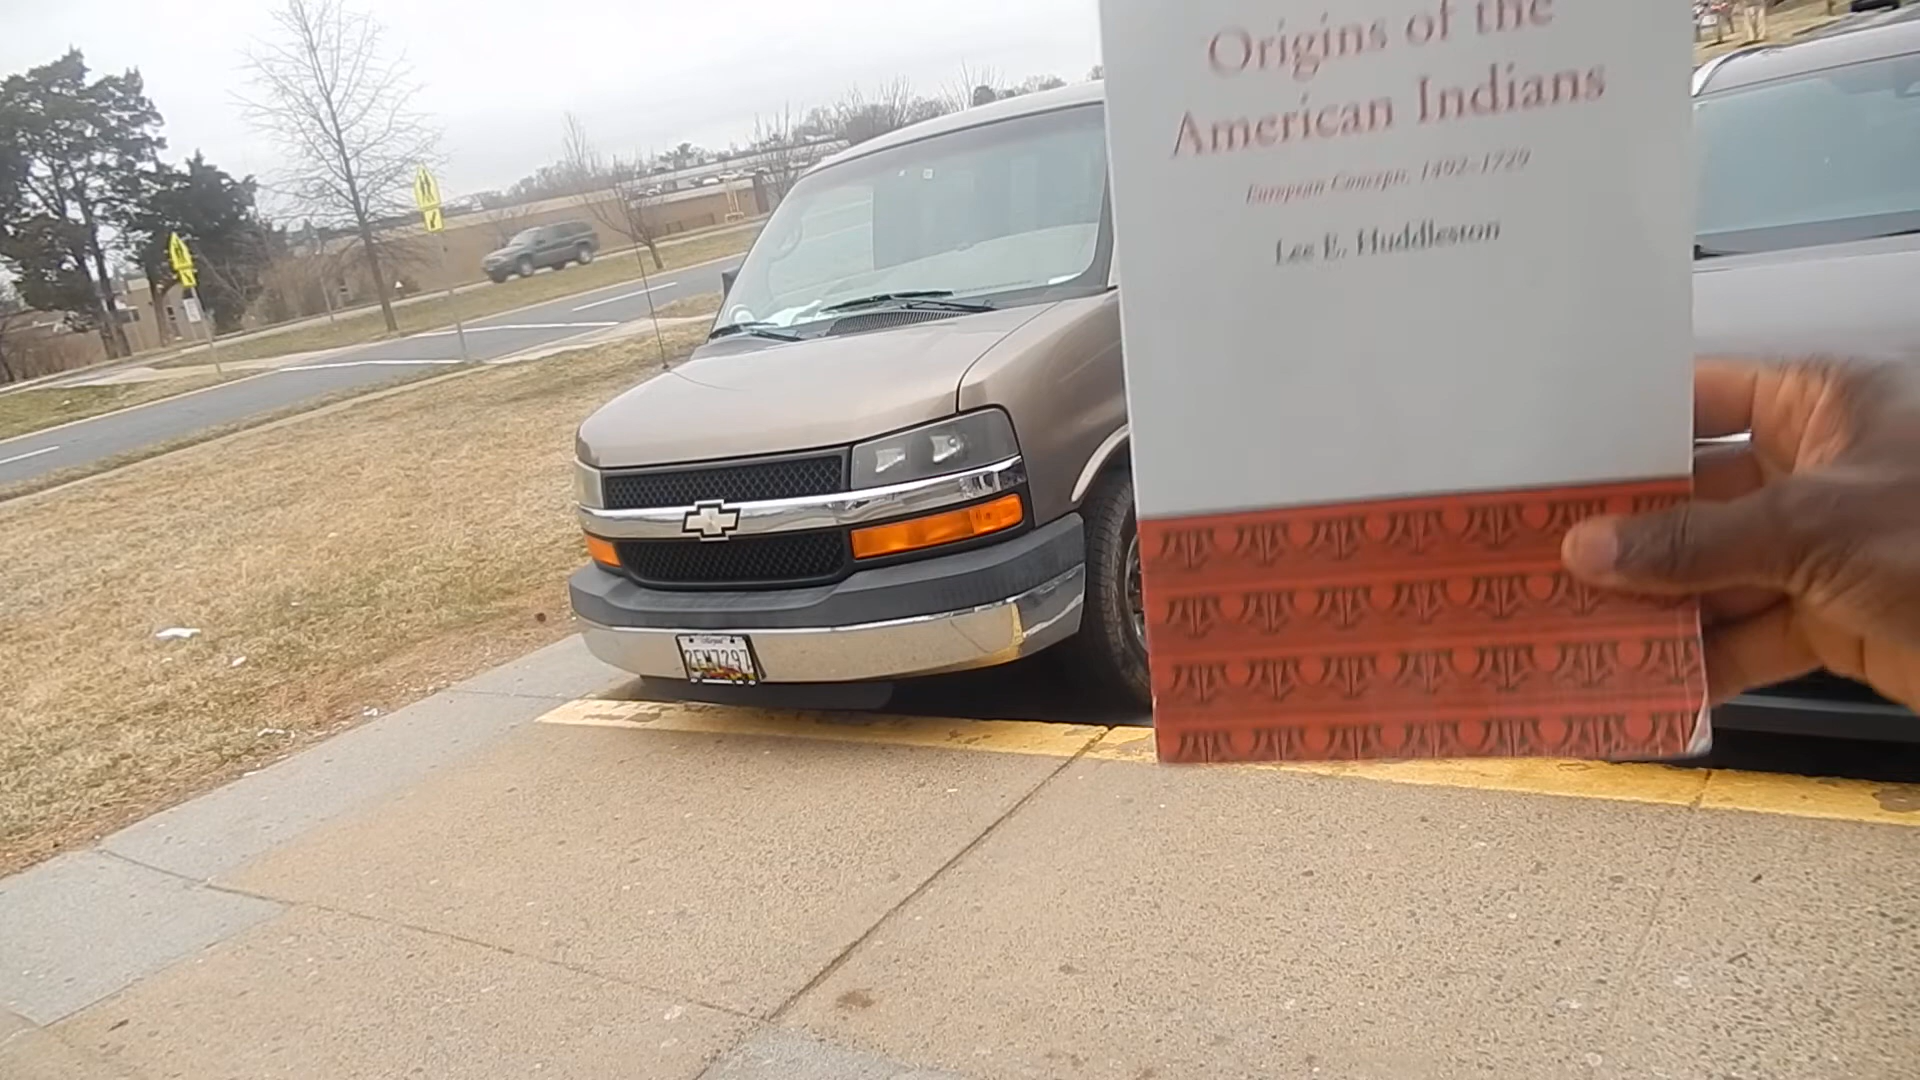 Origins of the
American Indians
European Concepts, 1492–1729
Lee E. Huddleston